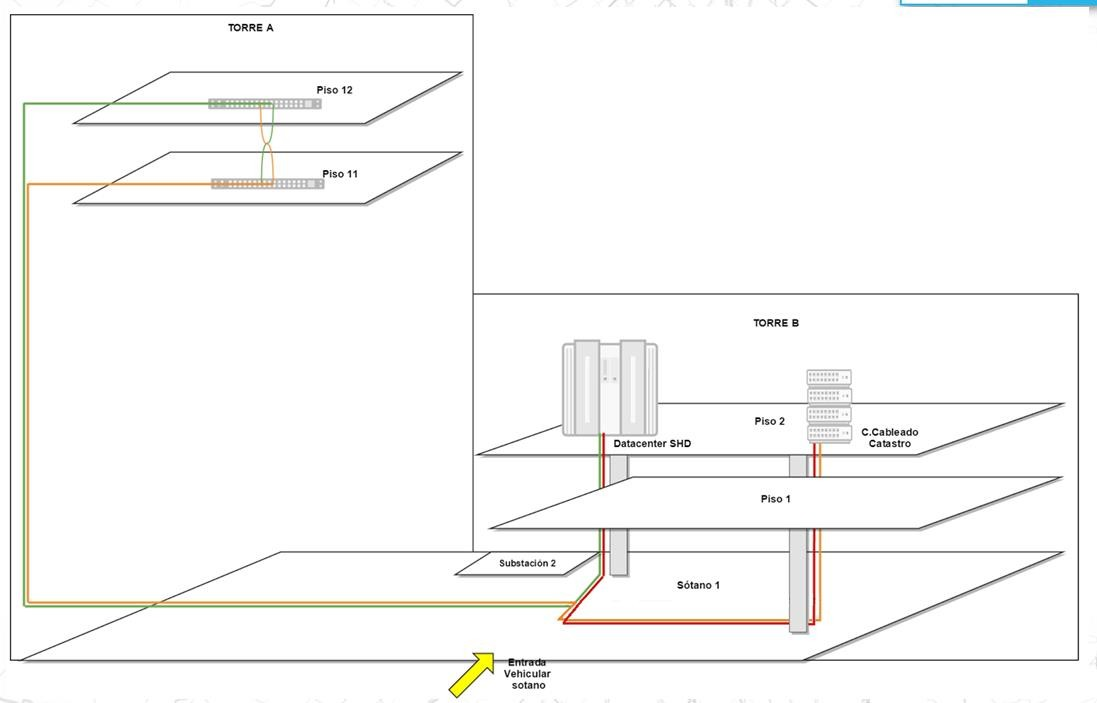 TORRE A
Piso 12
Piso 11
TORRE B
Piso 2
C.Cableado
Catastro
Datacenter SHD
Piso 1
Substación 2
Sótano 1
Entrada
Vehicular
sotano